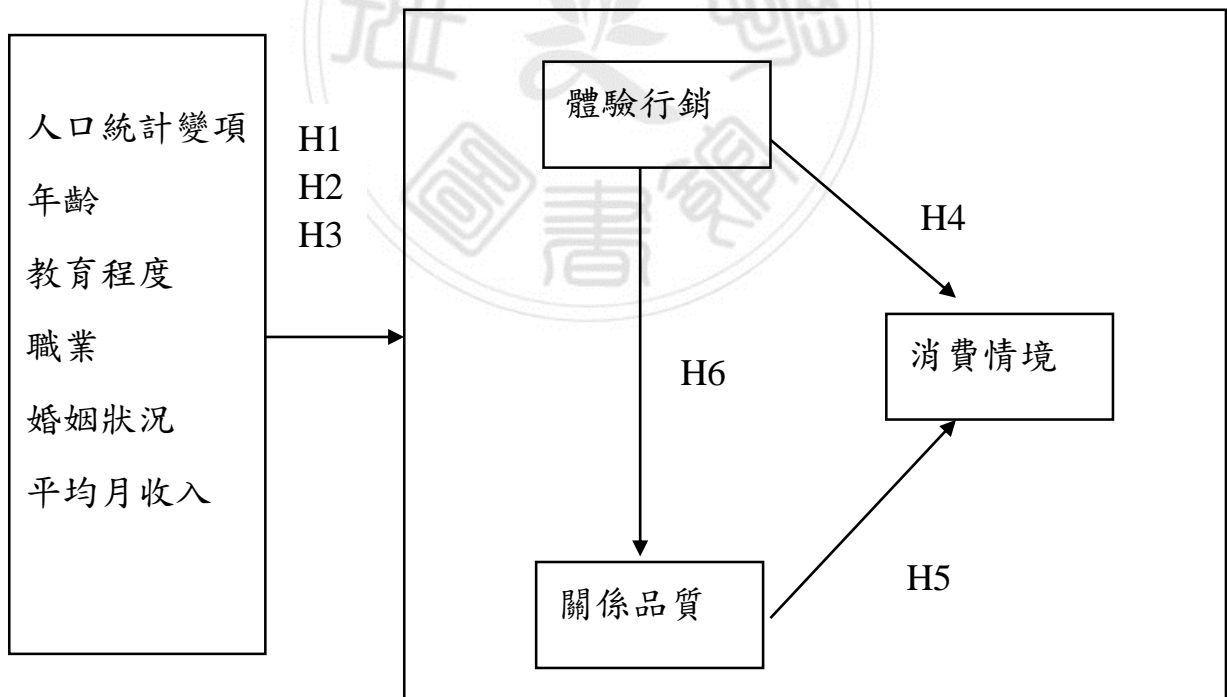 人口統計變項
年齡
教育程度
職業
婚姻狀況
平均月收入
H1
H2
H3
體驗行銷
H4
消費情境
H6
關係品質
H5
書